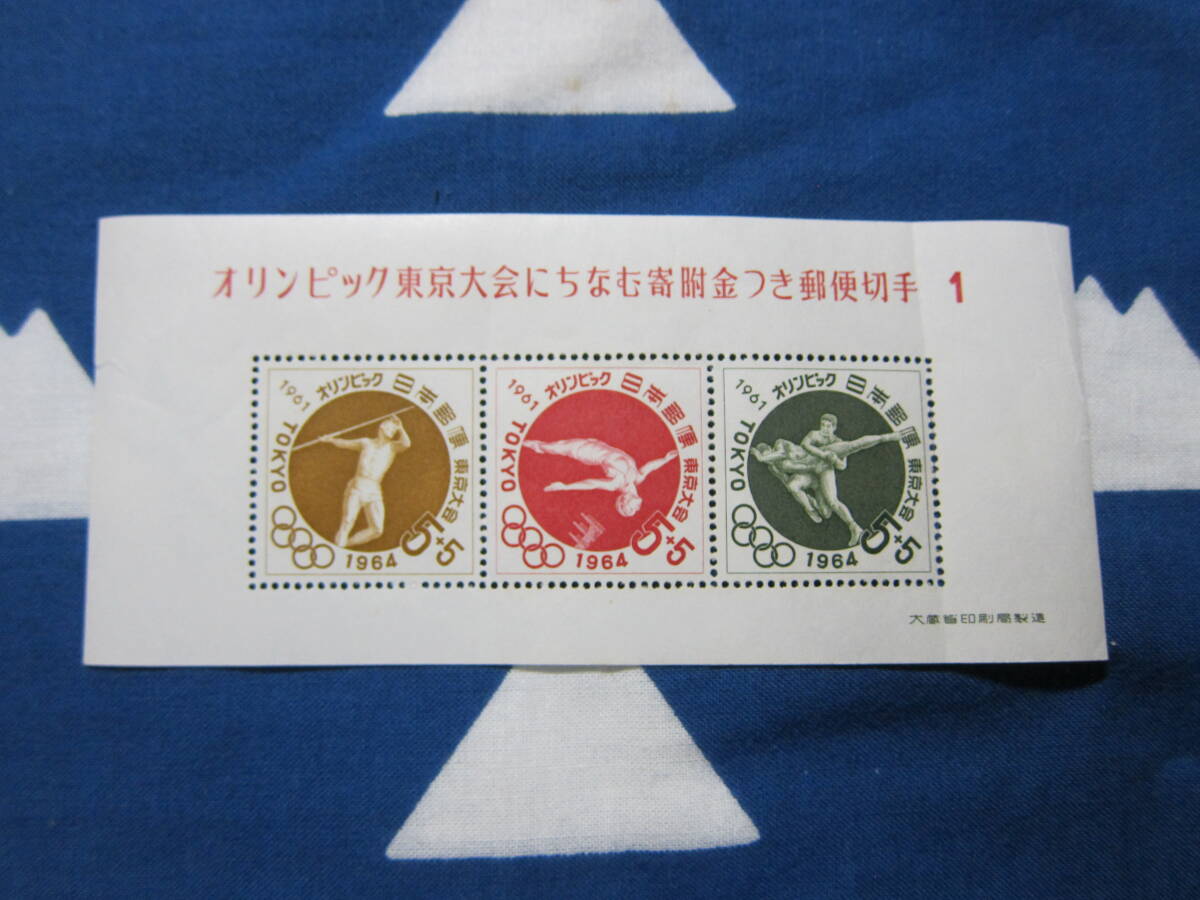 オリンピック東京大会にちなむ寄附金つき郵便切手 1
1961 オリンピック 日本郵便 東京大会
TOKYO 1964 5+5
1961 オリンピック 日本郵便 東京大会
TOKYO 1964 5+5
1961 オリンピック 日本郵便 東京大会
TOKYO 1964 5+5
大蔵省印刷局製造